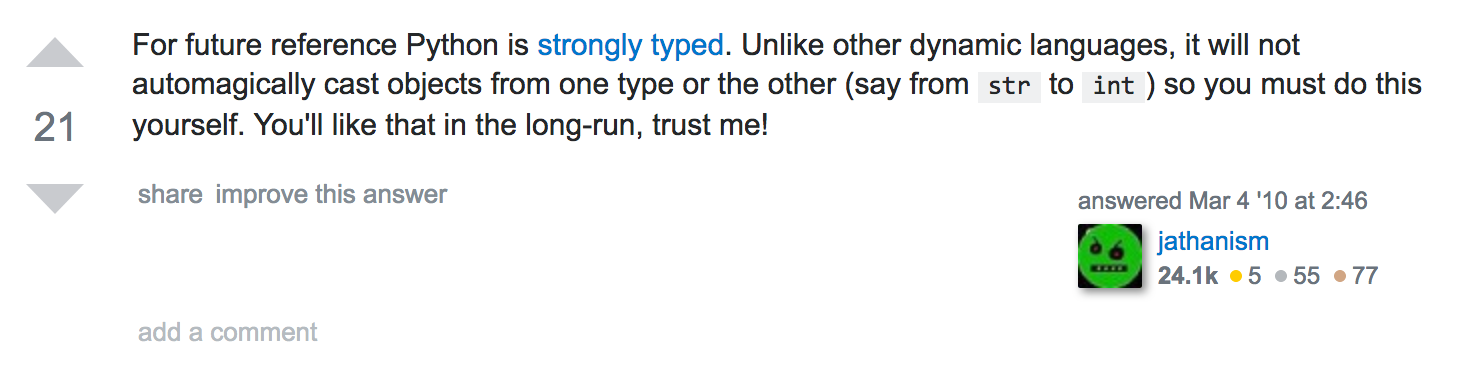 For future reference Python is strongly typed. Unlike other dynamic languages, it will not
automagically cast objects from one type or the other (say from str to int) so you must do this
21
yourself. You'll like that in the long-run, trust me!
share improve this answer
answered Mar 4 '10 at 2:46
jathanism
24.1k 5 55 77
add a comment